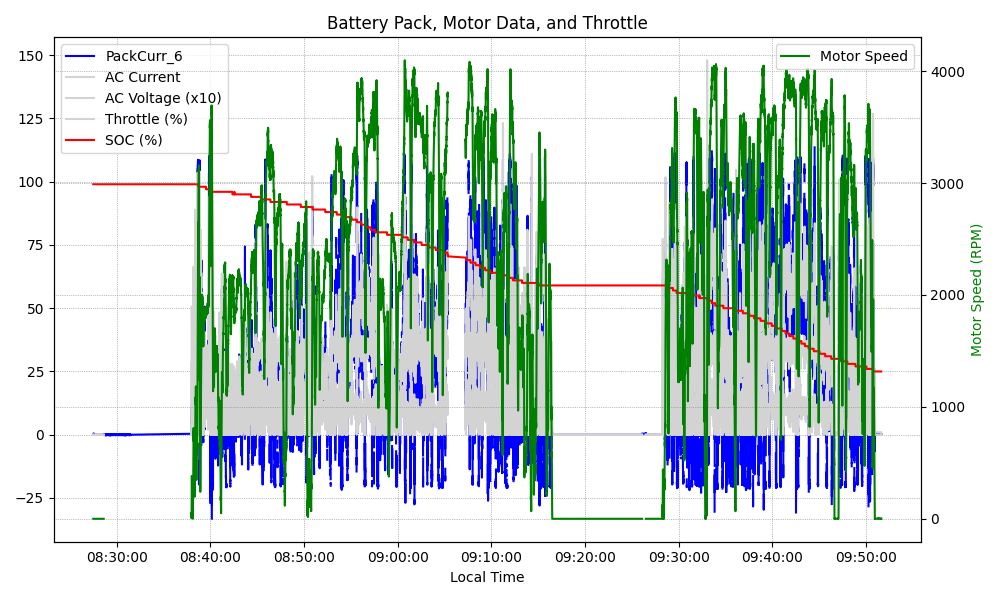 Battery Pack, Motor Data, and Throttle
PackCurr_6
AC Current
AC Voltage (x10)
Throttle (%)
SOC (%)
Motor Speed
150
125
100
75
50
25
0
−25
4000
3000
2000
1000
0
Motor Speed (RPM)
08:30:00
08:40:00
08:50:00
09:00:00
09:10:00
09:20:00
09:30:00
09:40:00
09:50:00
Local Time